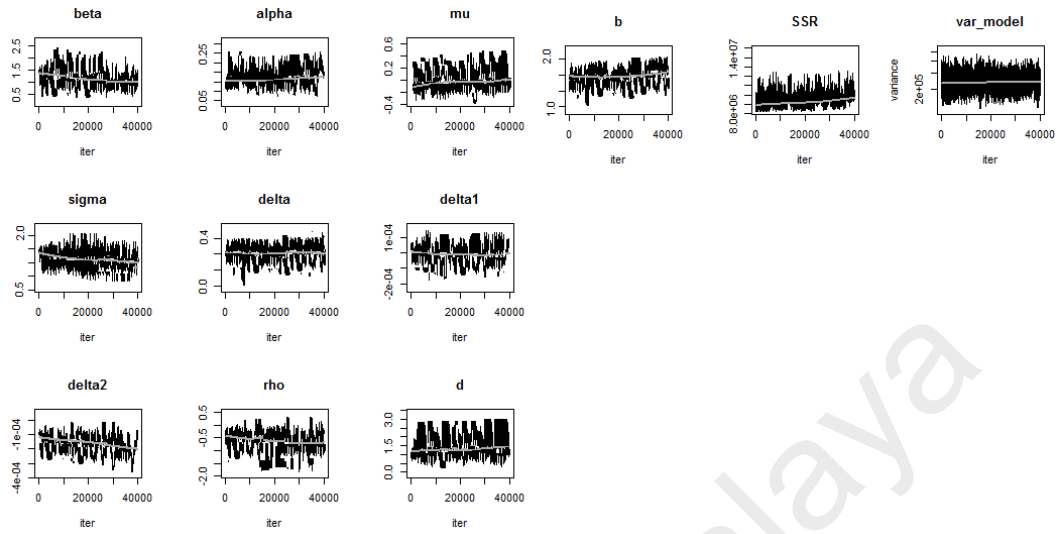 beta alpha mu b SSR var_model
0.5 1.5 2.5
0.05 0.25
-0.4 0.2 0.6
1.0 2.0
8.0e+06 1.4e+07
variance
2e+05
0 20000 40000 0 20000 40000 0 20000 40000 0 20000 40000 0 20000 40000 0 20000 40000
iter iter iter iter iter iter
sigma delta delta1
0.5 2.0
0.0 0.4
-2e-04 1e-04
0 20000 40000 0 20000 40000 0 20000 40000
iter iter iter
delta2 rho d
-4e-04 -1e-04
-2.0 -0.5 0.5
0.0 1.5 3.0
0 20000 40000 0 20000 40000 0 20000 40000
iter iter iter
laya